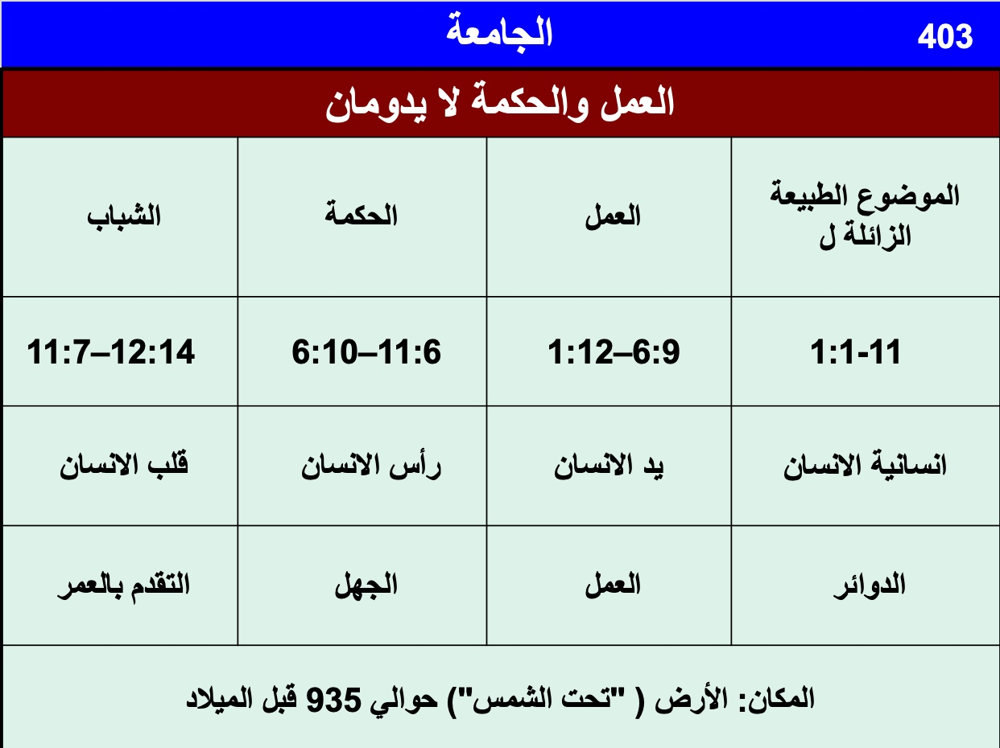 403
الجامعة
العمل والحكمة لا يدومان
الموضوع الطبيعة
الزائلة ل
العمل
الحكمة
الشباب
1:1-11
1:12–6:9
6:10–11:6
11:7–12:14
انسانية الانسان
يد الانسان
رأس الانسان
قلب الانسان
الدوائر
العمل
الجهل
التقدم بالعمر
المكان: الأرض ( "تحت الشمس") حوالي 935 قبل الميلاد